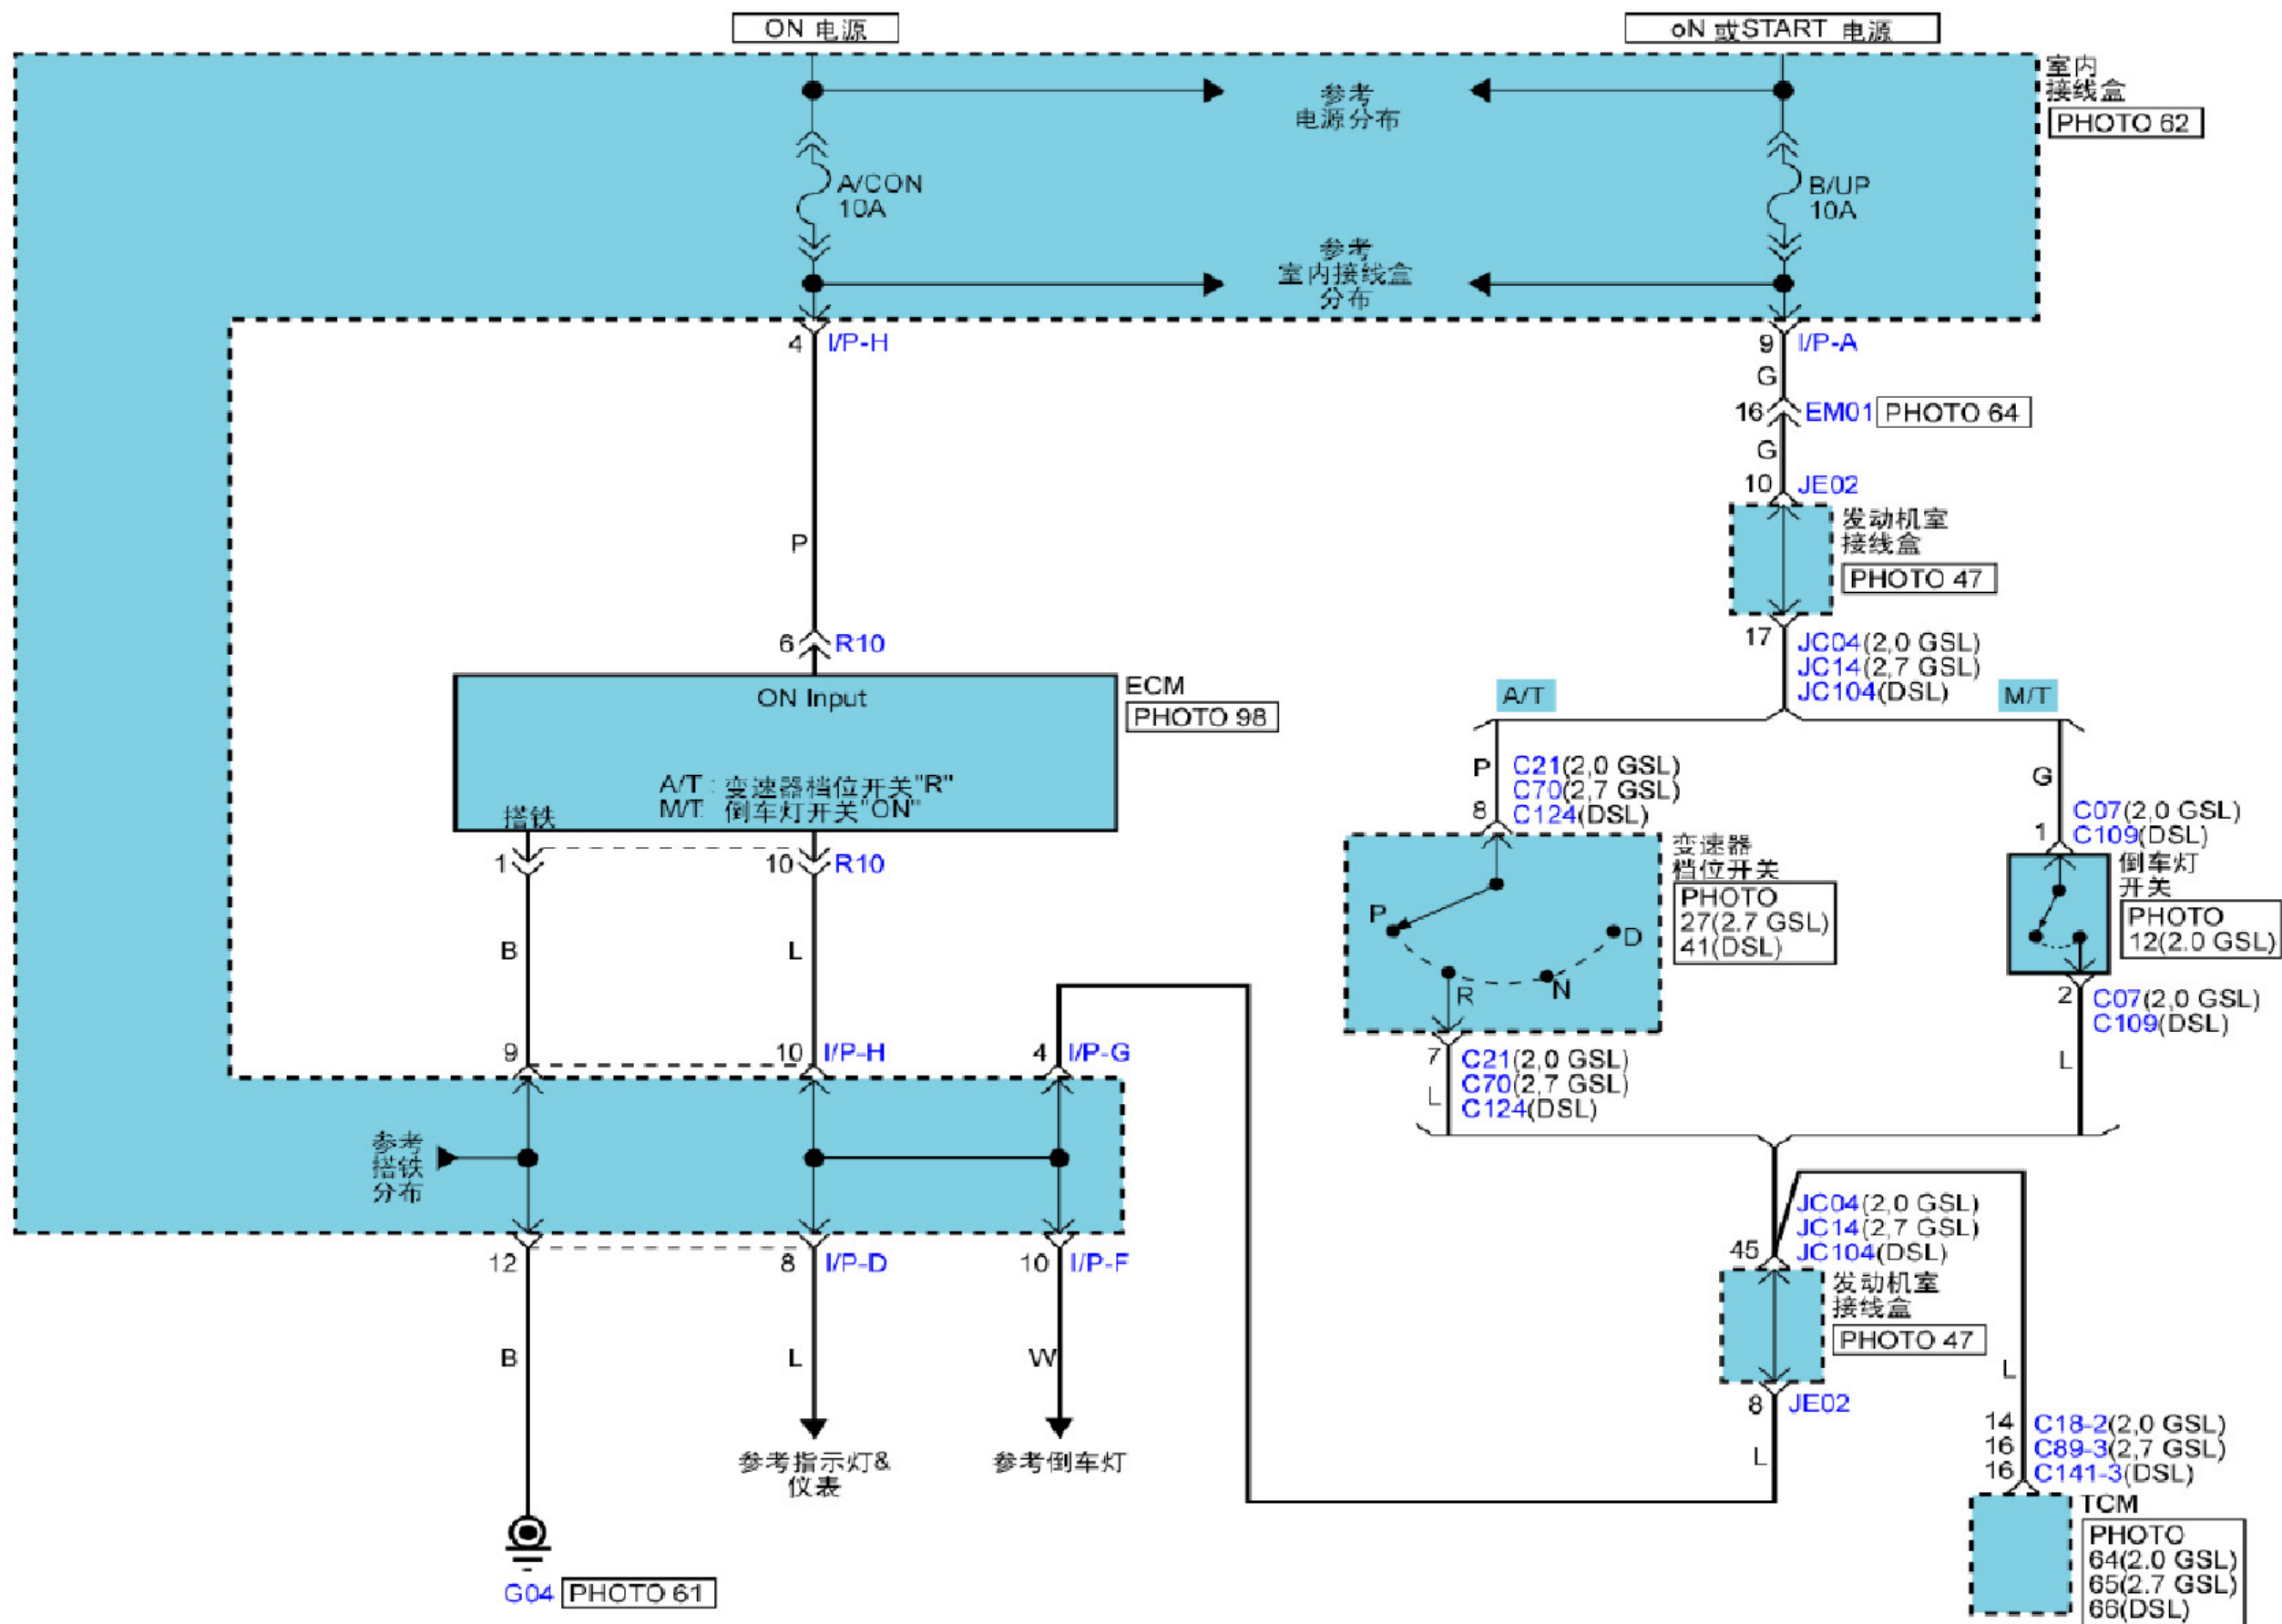 ON 电源
oN 或START 电源
室内
接线盒
PHOTO 62
参考
电源分布
A/CON
10A
B/UP
10A
参考
室内接线盒
分布
4 I/P-H
9 I/P-A
G
16 EM01 PHOTO 64
G
10 JE02
发动机室
接线盒
PHOTO 47
P
17 JC04(2,0 GSL)
JC14(2,7 GSL)
JC104(DSL)
6 R10
ON Input
ECM
PHOTO 98
A/T : 变速器档位开关"R"
M/T: 倒车灯开关"ON"
搭铁
A/T
M/T
P
8
C21(2,0 GSL)
C70(2,7 GSL)
C124(DSL)
G
1
C07(2,0 GSL)
C109(DSL)
1
10 R10
变速器
档位开关
PHOTO
27(2.7 GSL)
41(DSL)
倒车灯
开关
PHOTO
12(2.0 GSL)
P
R
N
D
B
L
2 C07(2,0 GSL)
C109(DSL)
L
9
10 I/P-H
4 I/P-G
7 C21(2,0 GSL)
C70(2,7 GSL)
C124(DSL)
L
参考
搭铁
分布
12
8 I/P-D
10 I/P-F
JC04(2,0 GSL)
JC14(2,7 GSL)
45 JC104(DSL)
发动机室
接线盒
PHOTO 47
B
L
W
L
8 JE02
L
参考指示灯&
仪表
参考倒车灯
14 C18-2(2,0 GSL)
16 C89-3(2,7 GSL)
16 C141-3(DSL)
TCM
PHOTO
64(2.0 GSL)
65(2.7 GSL)
66(DSL)
G04 PHOTO 61